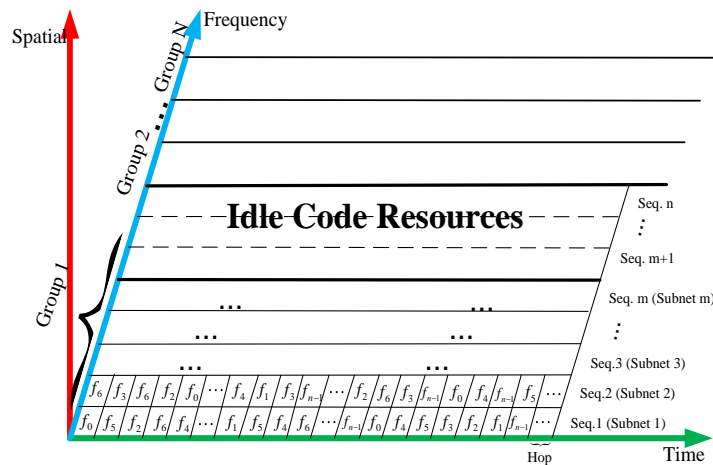 Frequency
Spatial
Group N
...
Group 2
Group 1
Idle Code Resources
Seq. n
...
Seq. m+1
Seq. m (Subnet m)
... ...
...
... ...
Seq.3 (Subnet 3)
... ...
f6 f3 f6 f2 f0 ... f4 f1 f3 fn−1 ... f2 f6 f3 fn−1 f0 f4 fn−1 f5 ... Seq.2 (Subnet 2)
f0 f5 f2 f6 f4 ... f1 f5 f4 f6 ... fn−1 f0 f4 f5 f3 f2 f1 fn−1 ... Seq.1 (Subnet 1)
Hop
Time